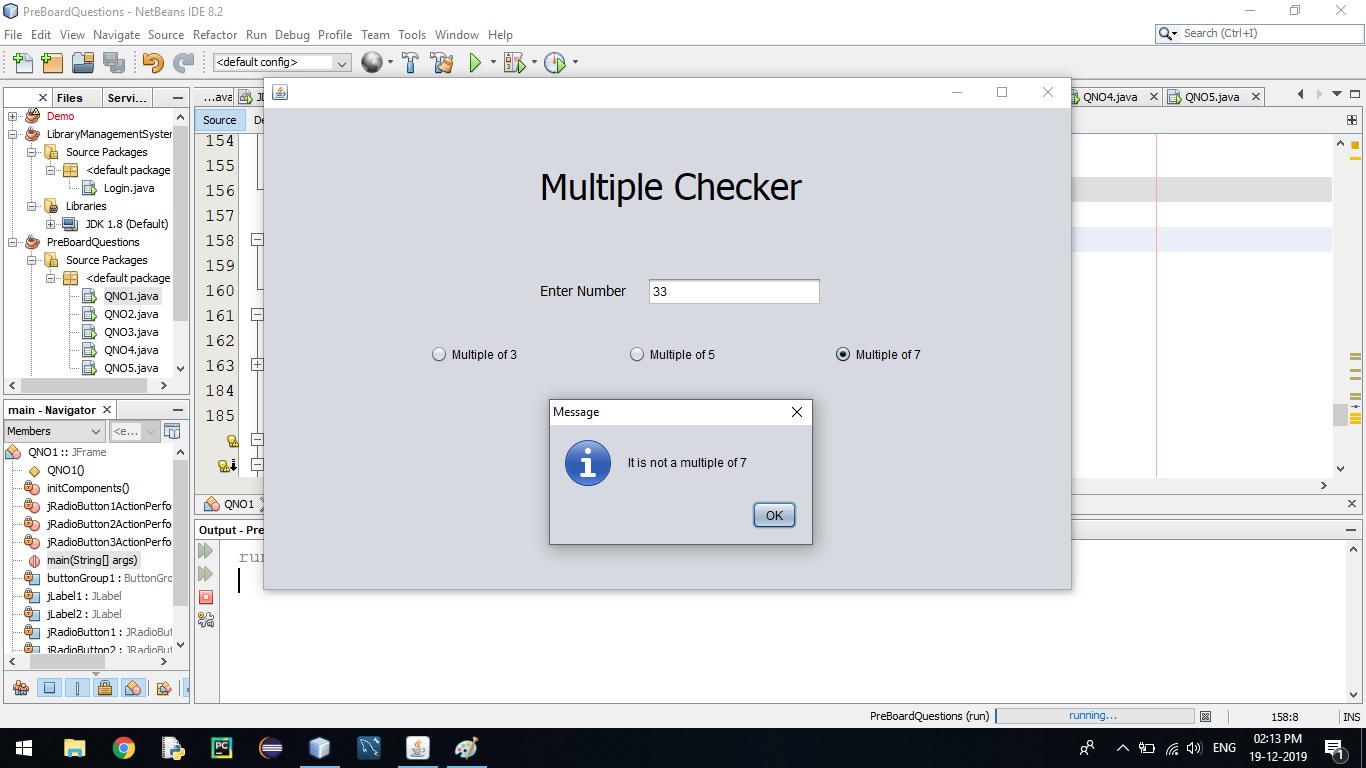 PreBoardQuestions - NetBeans IDE 8.2
File Edit View Navigate Source Refactor Run Debug Profile Team Tools Window Help
Search (Ctrl+I)
<default config>
Files Servi...
...ava
QNO4.java QNO5.java
Source
Demo
LibraryManagementSyster
Source Packages
<default package
Login.java
Libraries
JDK 1.8 (Default)
PreBoardQuestions
Source Packages
<default package
QNO1.java
QNO2.java
QNO3.java
QNO4.java
QNO5.java
154
155
156
157
158
159
160
161
162
163
184
185
Multiple Checker
Enter Number 33
Multiple of 3 Multiple of 5 Multiple of 7
Message
It is not a multiple of 7
OK
main - Navigator
Members <e...
QNO1 :: JFrame
QNO1()
initComponents()
jRadioButton1ActionPerfo
jRadioButton2ActionPerfo
jRadioButton3ActionPerfo
main(String[] args)
buttonGroup1 : ButtonGro
jLabel1 : JLabel
jLabel2 : JLabel
jRadioButton1 : JRadioBut
jRadioButton2 : JRadioBut
QNO1
Output - Pre
run
PreBoardQuestions (run) running... 158:8 INS
PC
ENG
02:13 PM
19-12-2019
1